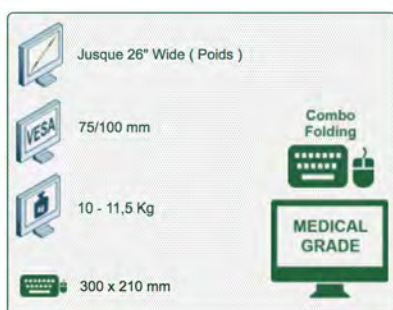 Jusque 26" Wide ( Poids )
VESA
75/100 mm
10 - 11,5 Kg
300 x 210 mm
Combo
Folding
MEDICAL
GRADE